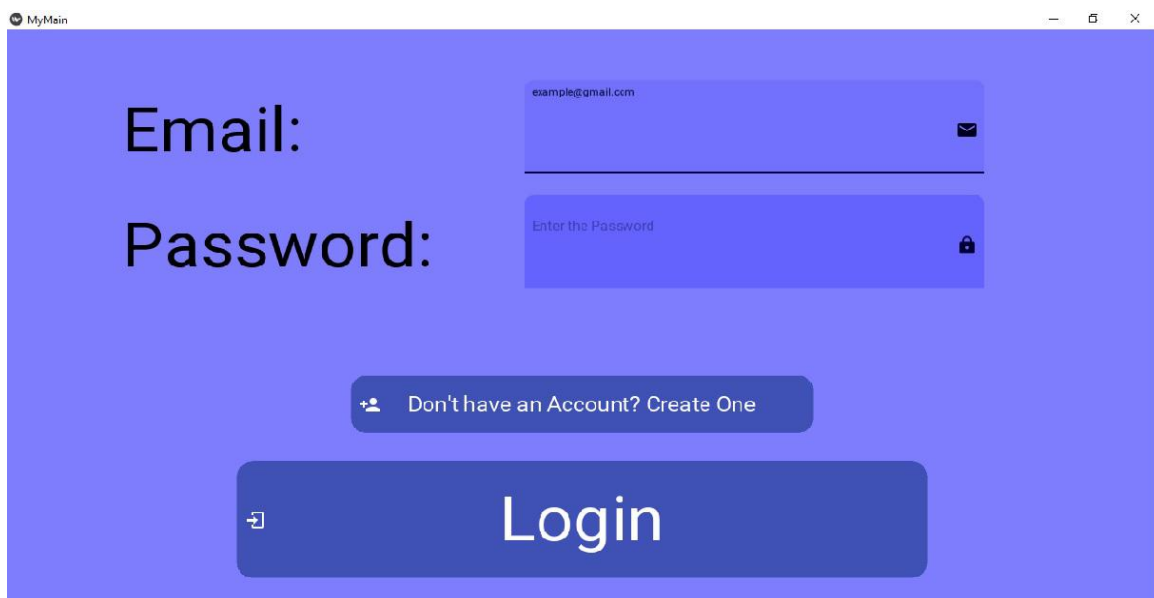 MyMain
Email:
example@gmail.com
Password:
Enter the Password
Don't have an Account? Create One
Login